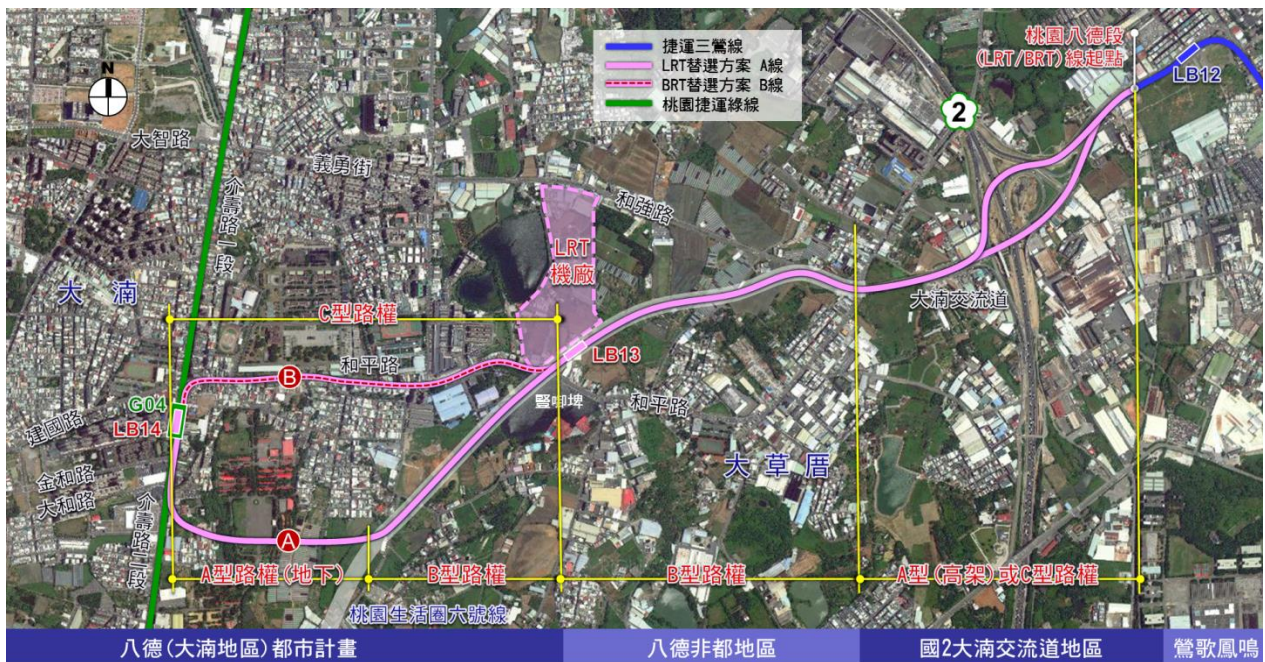 捷運三鶯線
LRT替選方案 A線
BRT替選方案 B線
桃園捷運綠線
桃園八德段
(LRT/BRT)線起點
LB12
N
2
大智路
義勇街
介壽路一段
和強路
LRT
機廠
大湳
大湳交流道
C型路權
和平路
LB13
B
豎啣埤
和平路
G04
LB14
建國路
大草厝
金和路
大和路
介壽路二段
A
A型路權(地下)
B型路權
B型路權
A型(高架)或C型路權
桃園生活圈六號線
八德(大湳地區)都市計畫
八德非都地區
國2大湳交流道地區
鶯歌鳳鳴